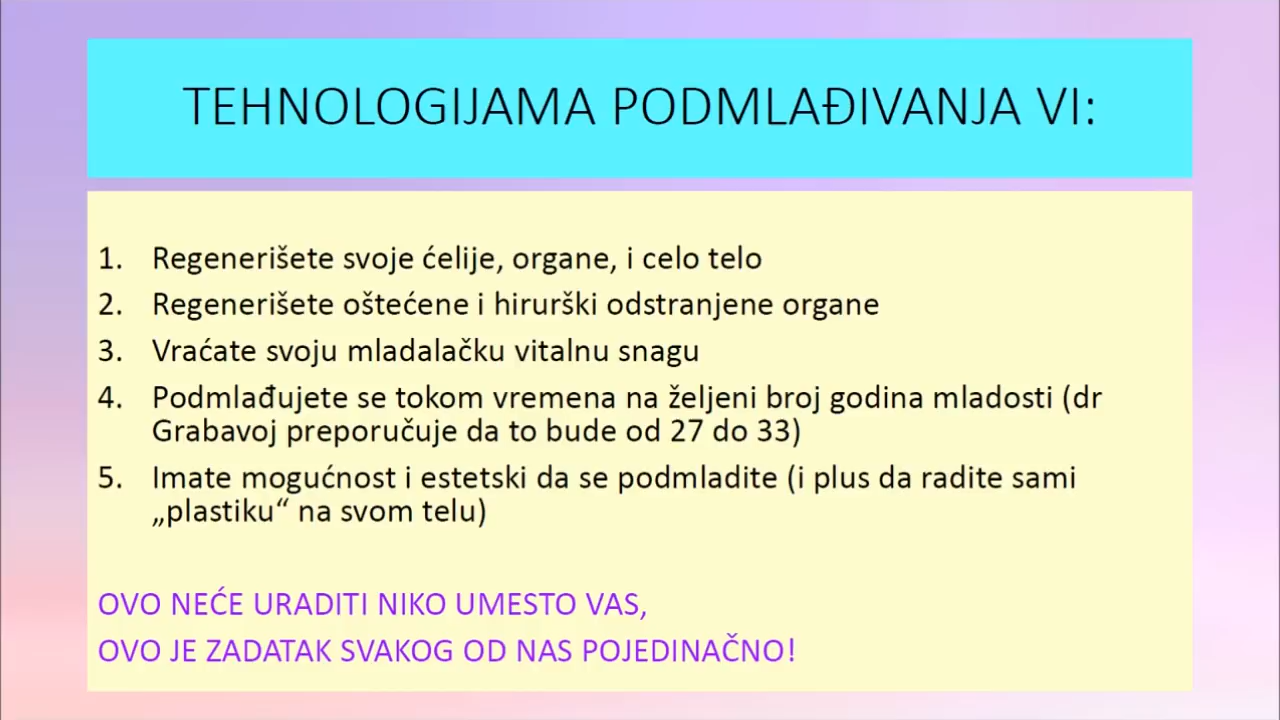 TEHNOLOGIJAMA PODMLAĐIVANJA VI:
1. Regenerišete svoje ćelije, organe, i celo telo
2. Regenerišete oštećene i hirurški odstranjene organe
3. Vraćate svoju mladalačku vitalnu snagu
4. Podmlađujete se tokom vremena na željeni broj godina mladosti (dr
Grabavoj preporučuje da to bude od 27 do 33)
5. Imate mogućnost i estetski da se podmladite (i plus da radite sami
„plastiku“ na svom telu)
OVO NEĆE URADITI NIKO UMESTO VAS,
OVO JE ZADATAK SVAKOG OD NAS POJEDINAČNO!